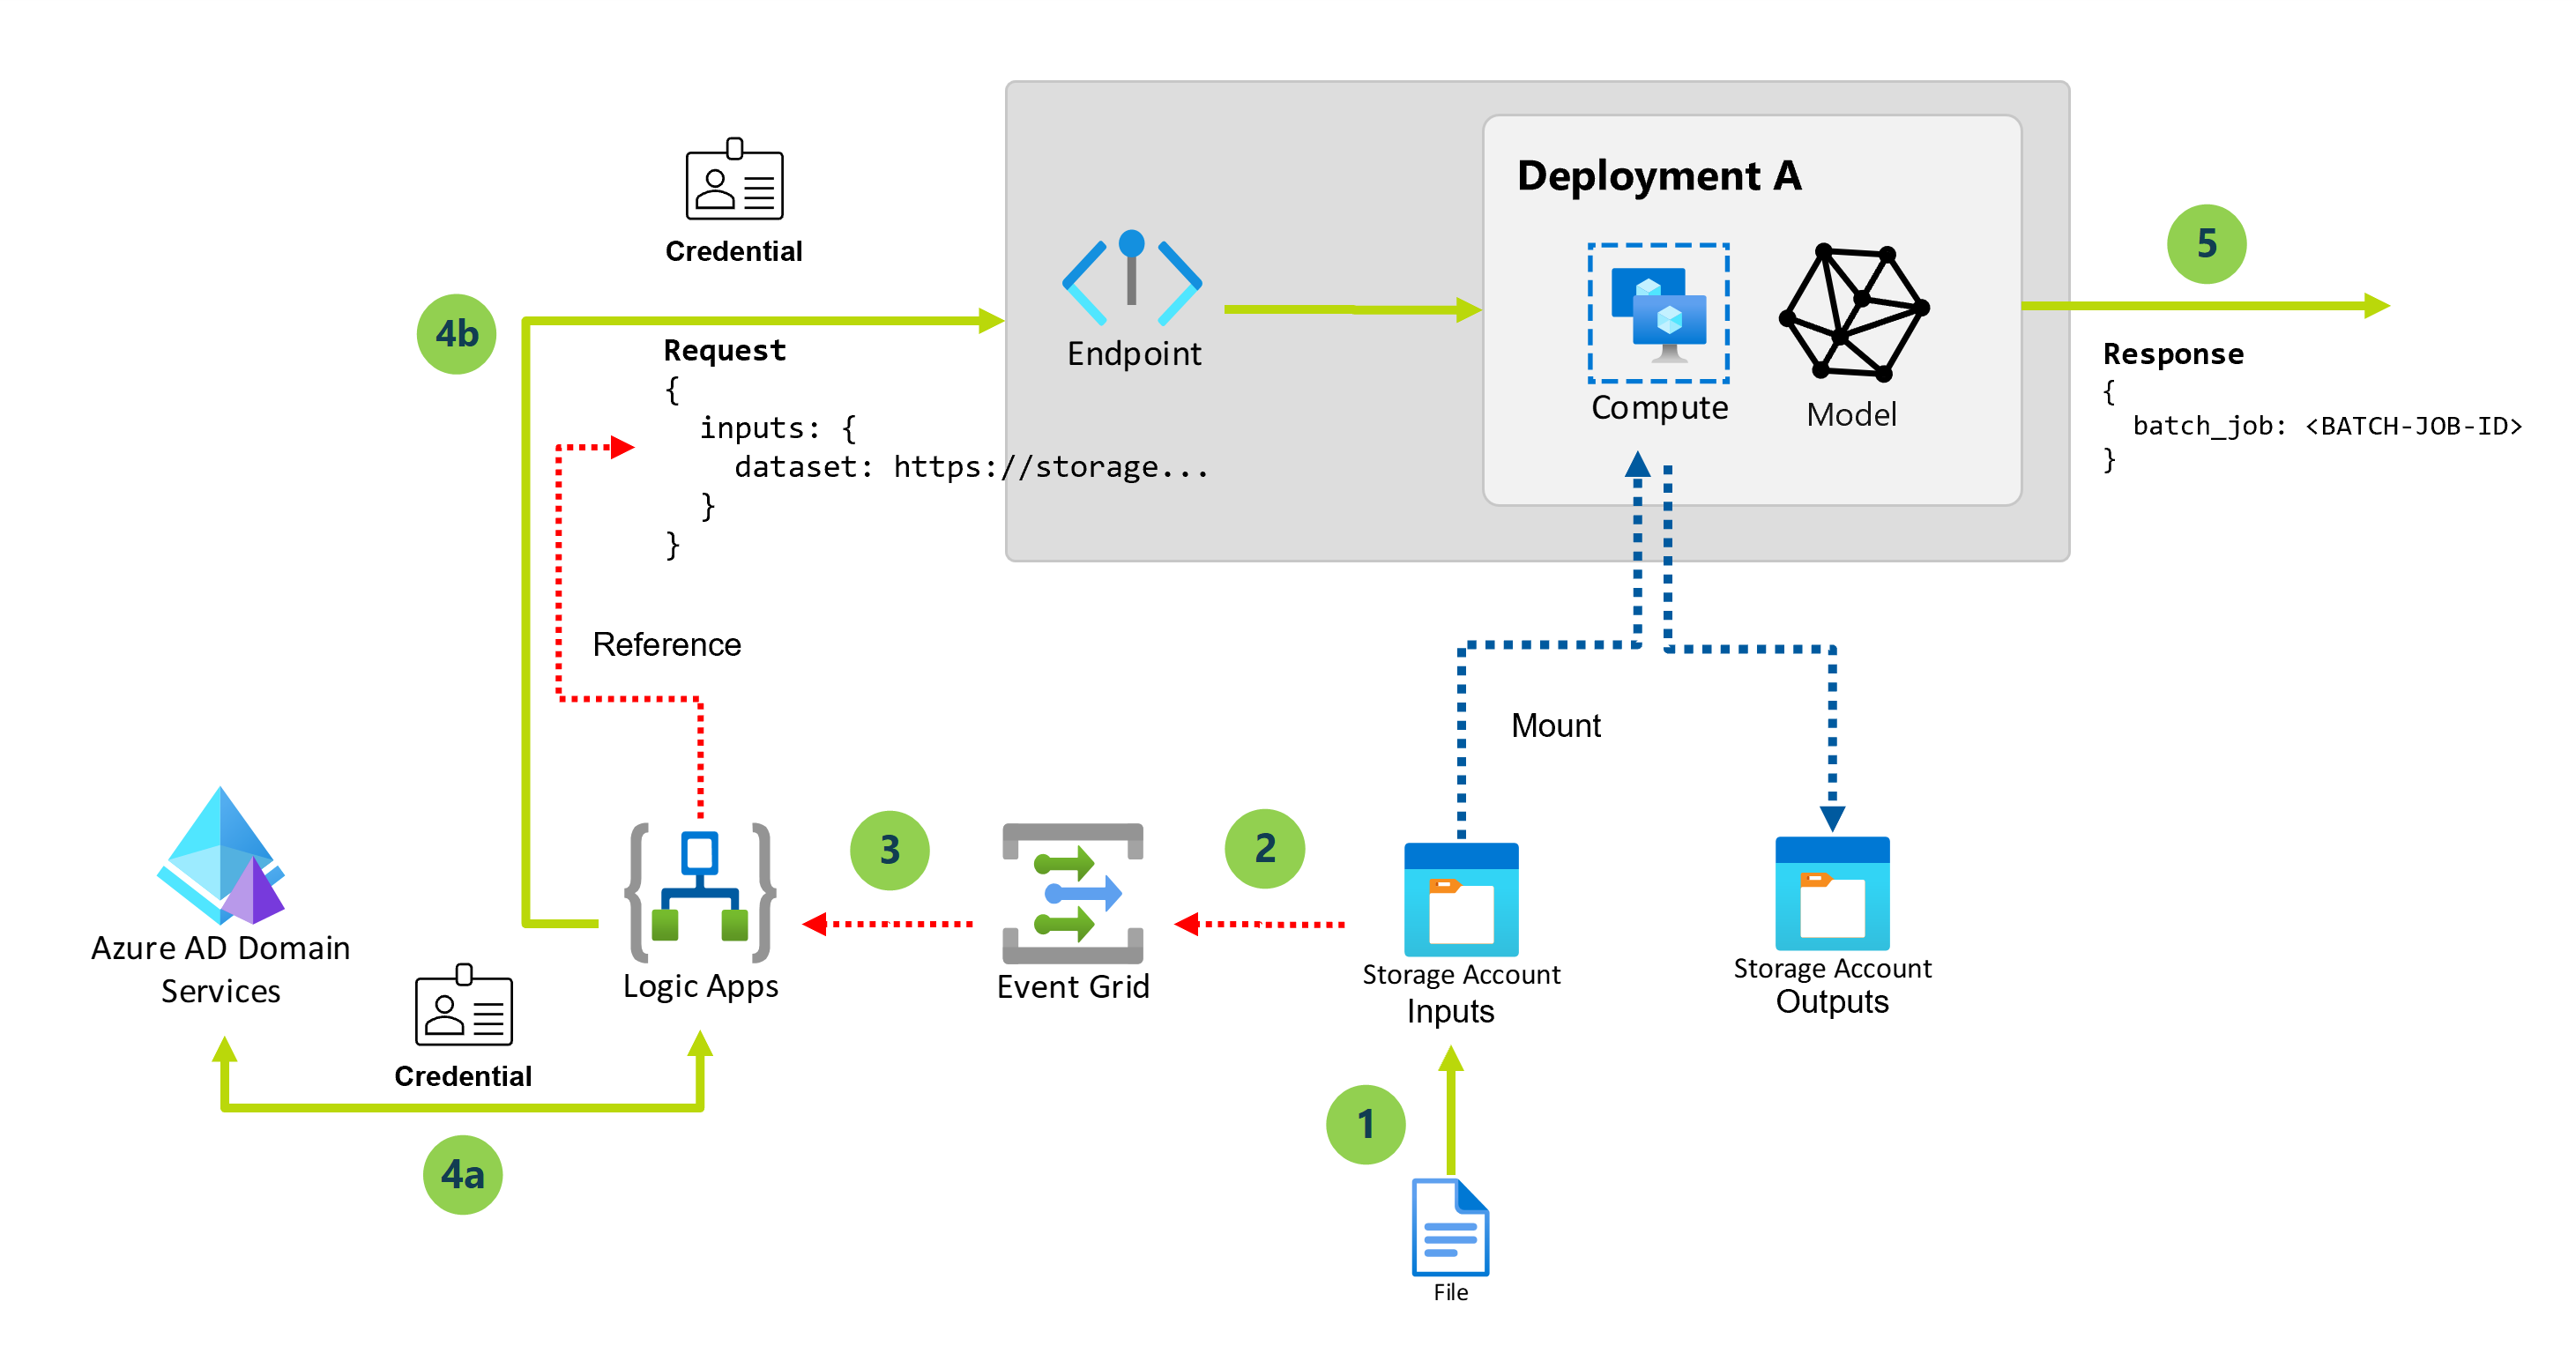 Deployment A
Credential
5
4b
Request
{
  inputs: {
    dataset: https://storage...
  }
}
Endpoint
Compute
Model
Response
{
  batch_job: <BATCH-JOB-ID>
}
Reference
Mount
3
2
Azure AD Domain
Services
Logic Apps
Event Grid
Storage Account
Inputs
Storage Account
Outputs
Credential
1
4a
File